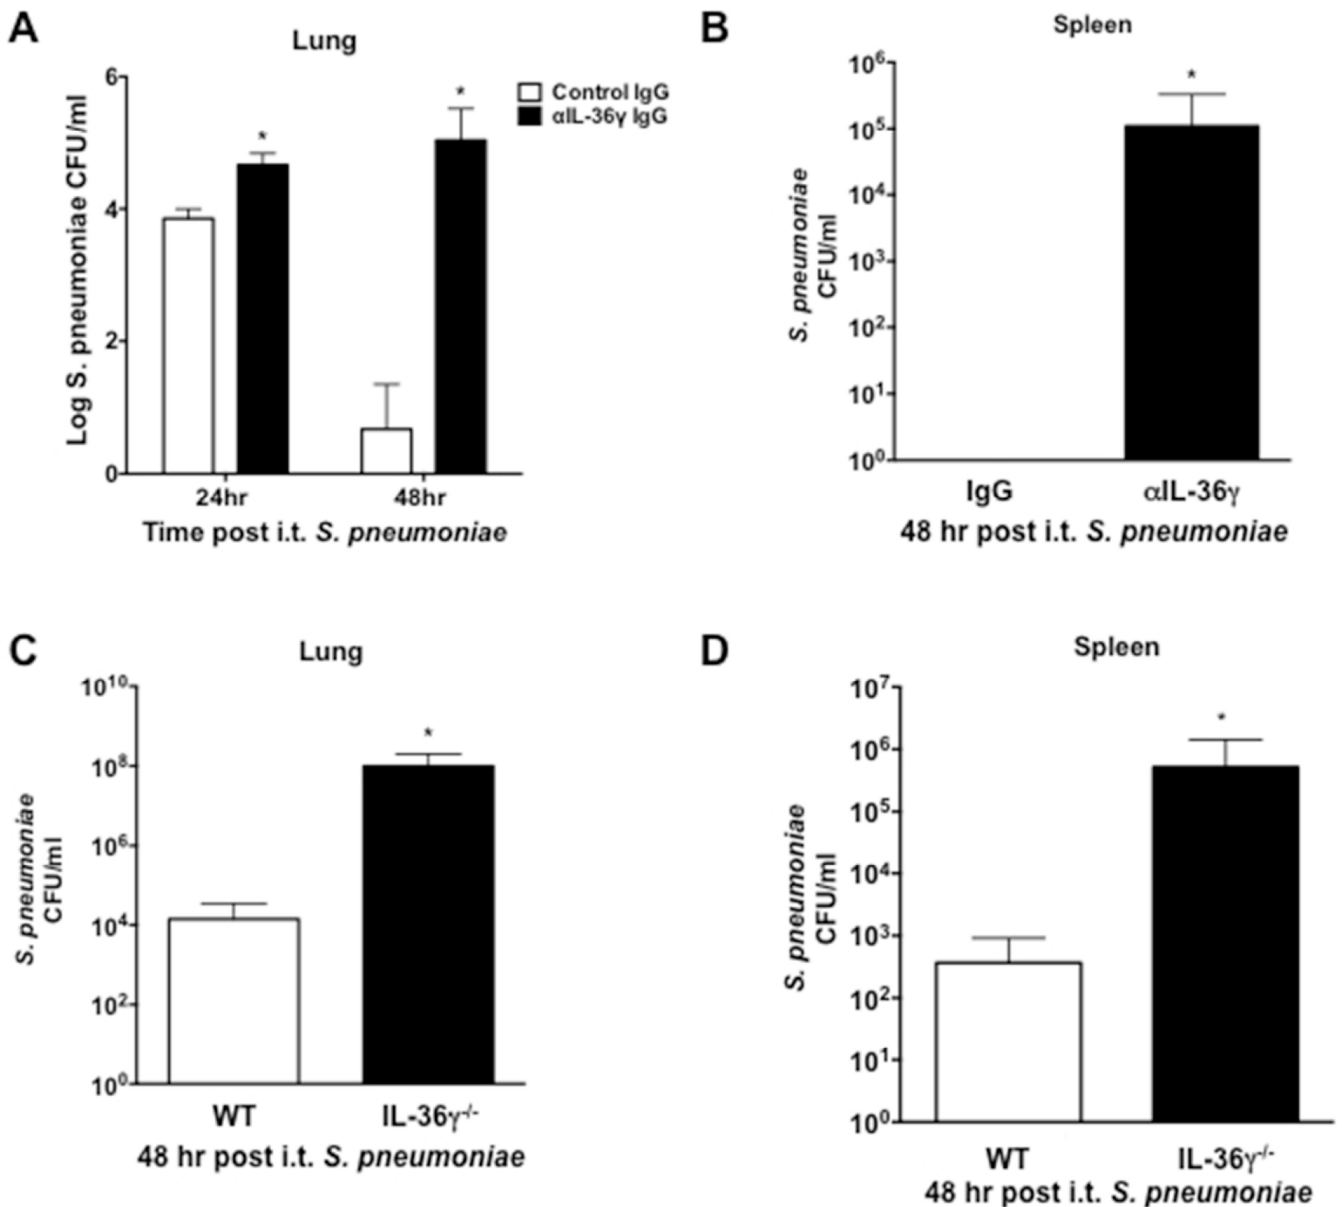 A
Lung
Log S. pneumoniae CFU/ml
6
4
2
0
*
*
Control IgG
αIL-36γ IgG
24hr
48hr
Time post i.t. S. pneumoniae
B
Spleen
S. pneumoniae
CFU/ml
10⁶
10⁵
10⁴
10³
10²
10¹
10⁰
*
IgG
αIL-36γ
48 hr post i.t. S. pneumoniae
C
Lung
S. pneumoniae
CFU/ml
10¹⁰
10⁸
10⁶
10⁴
10²
10⁰
*
WT
IL-36γ⁻/⁻
48 hr post i.t. S. pneumoniae
D
Spleen
S. pneumoniae
CFU/ml
10⁷
10⁶
10⁵
10⁴
10³
10²
10¹
10⁰
*
WT
IL-36γ⁻/⁻
48 hr post i.t. S. pneumoniae